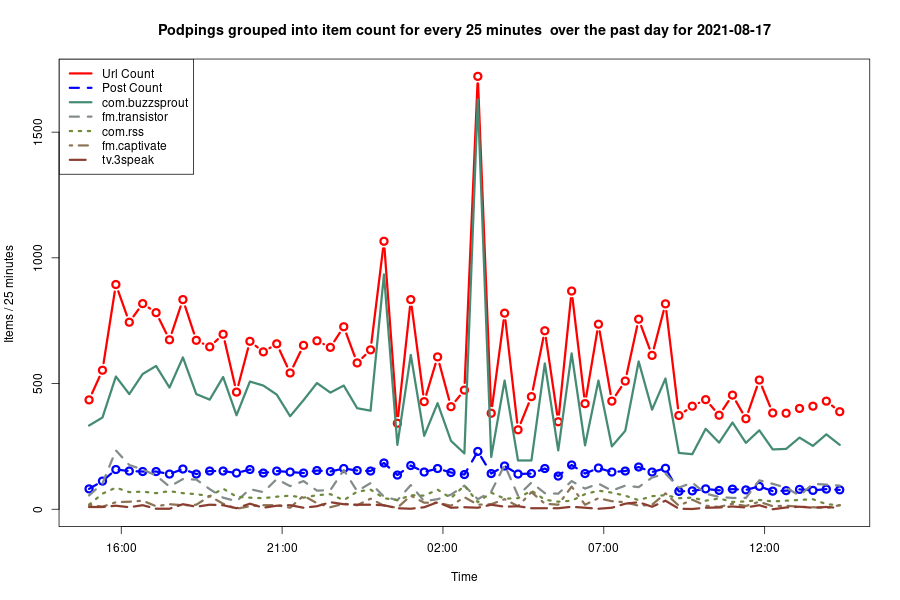 Podpings grouped into item count for every 25 minutes  over the past day for 2021-08-17
Url Count
Post Count
com.buzzsprout
fm.transistor
com.rss
fm.captivate
tv.3speak
Items / 25 minutes
1500
1000
500
0
16:00 21:00 02:00 07:00 12:00
Time